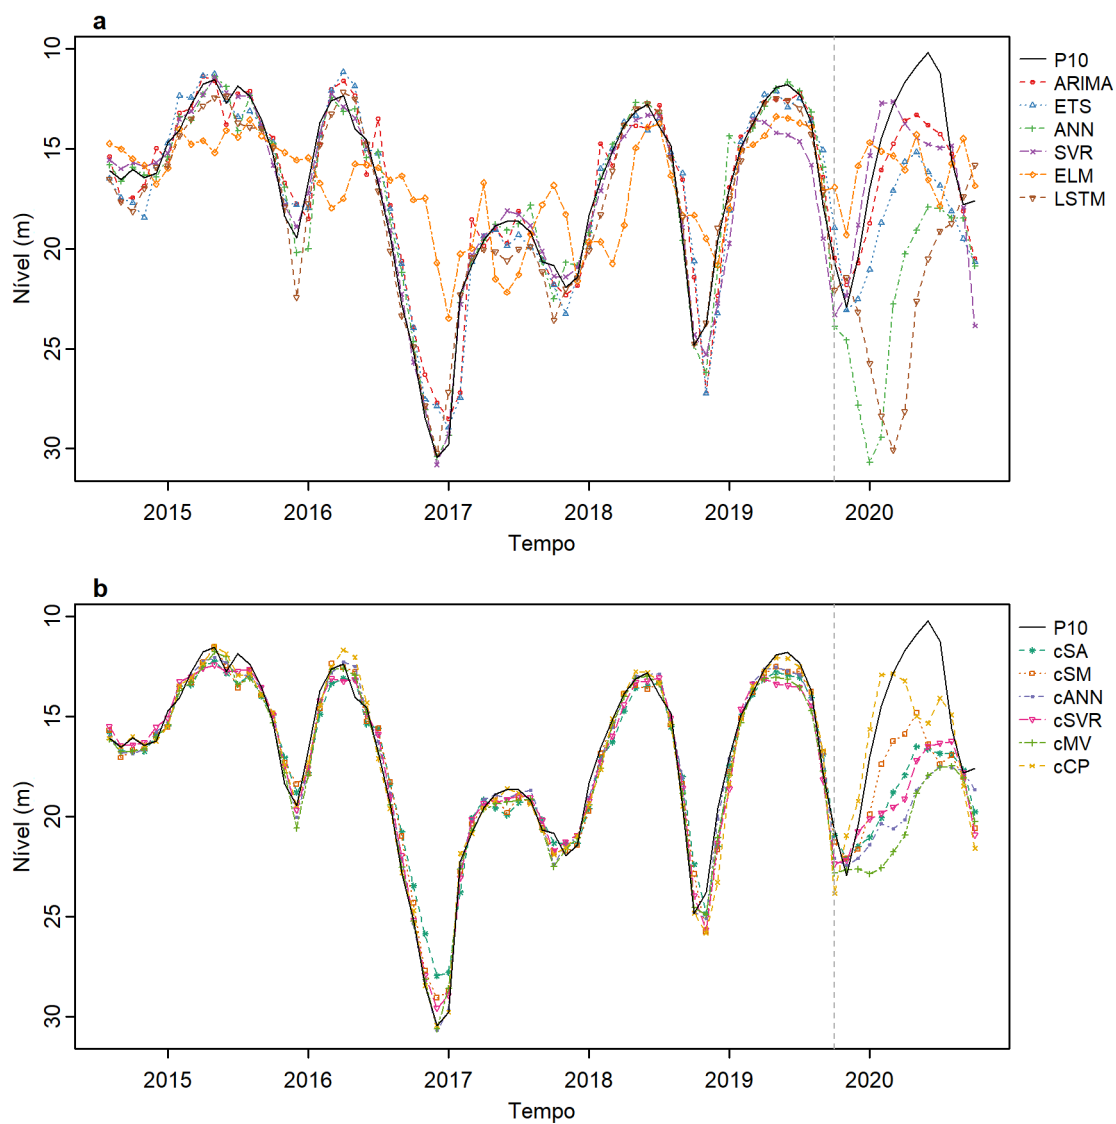 a
10
15
20
25
30
Nível (m)
2015
2016
2017
2018
2019
2020
Tempo
P10
ARIMA
ETS
ANN
SVR
ELM
LSTM
b
10
15
20
25
30
Nível (m)
2015
2016
2017
2018
2019
2020
Tempo
P10
cSA
cSM
cANN
cSVR
cMV
cCP